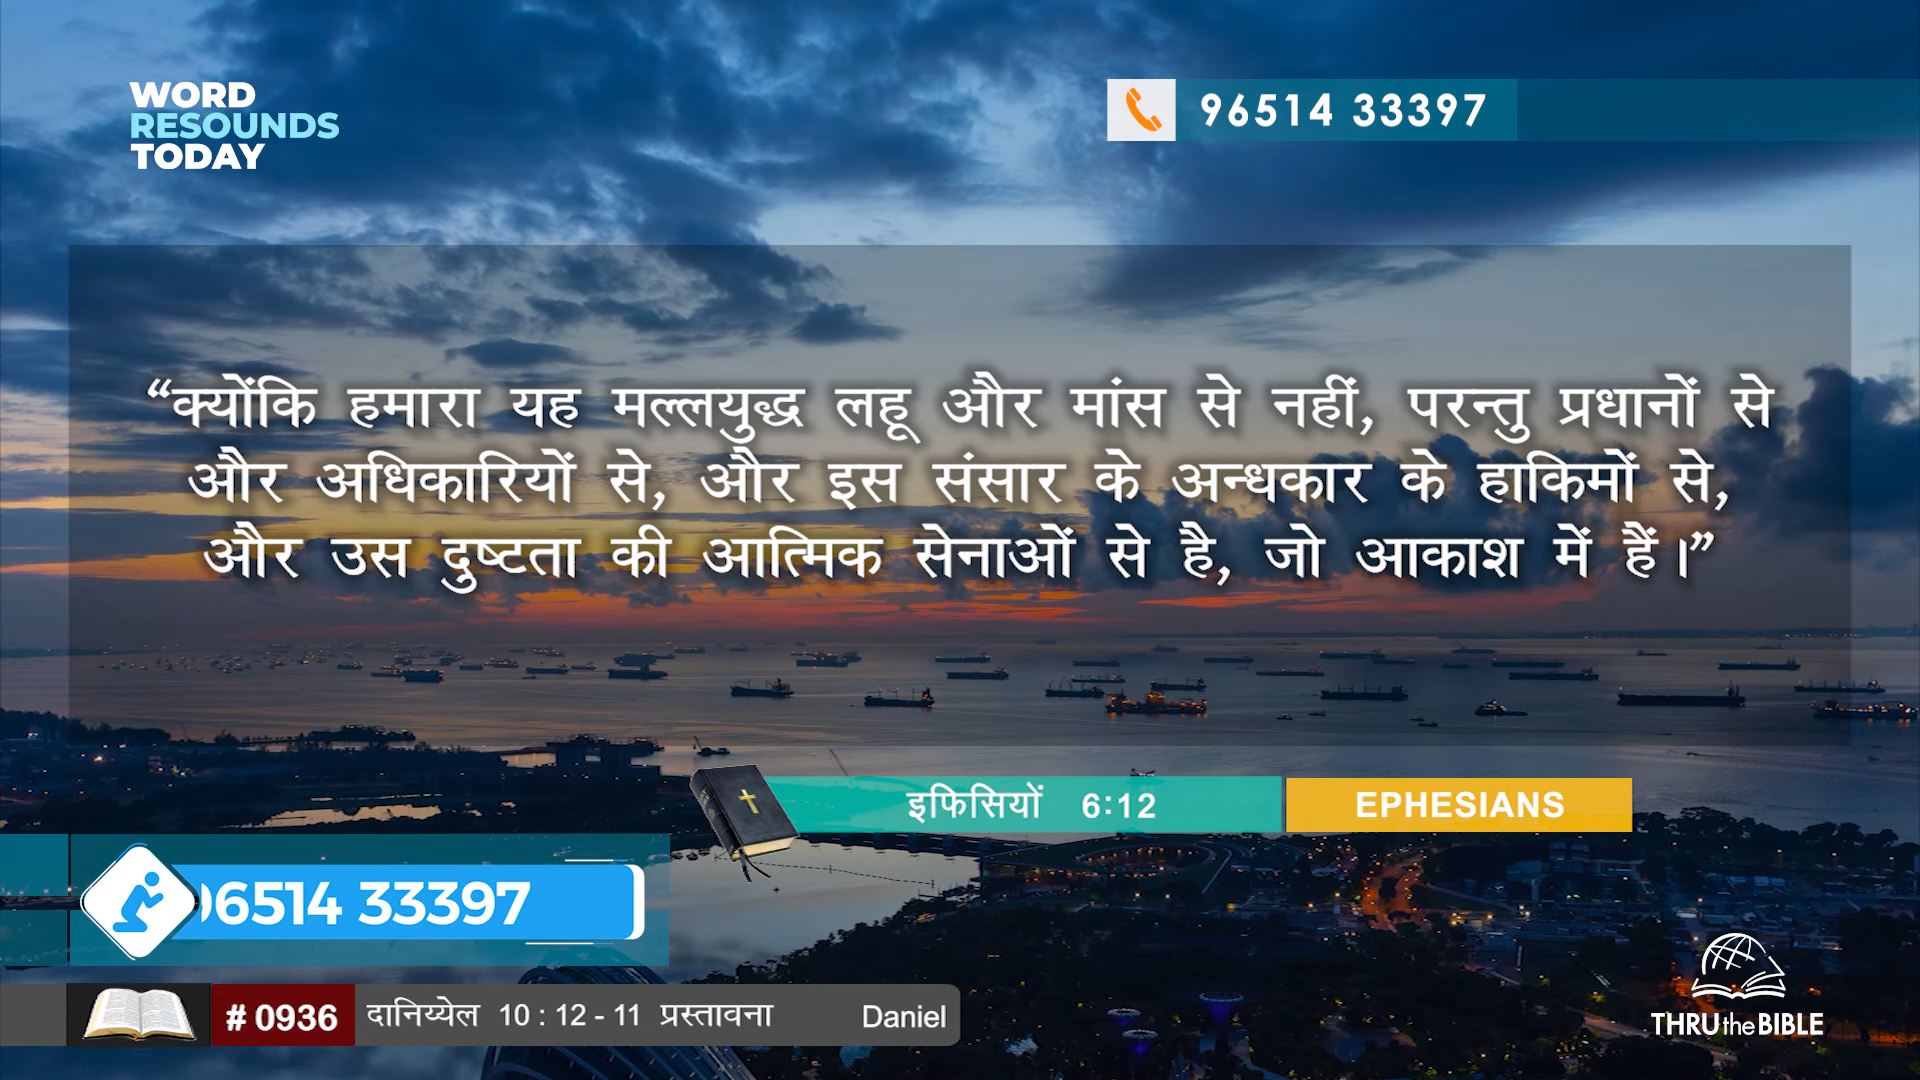 WORD
RESOUNDS
TODAY
96514 33397
“क्योंकि हमारा यह मल्लयुद्ध लहू और मांस से नहीं, परन्तु प्रधानों से
और अधिकारियों से, और इस संसार के अन्धकार के हाकिमों से,
और उस दुष्टता की आत्मिक सेनाओं से है, जो आकाश में हैं।”
इफिसियों 6:12 EPHESIANS
96514 33397
# 0936 दानिय्येल 10 : 12 - 11 प्रस्तावना Daniel
THRU the BIBLE